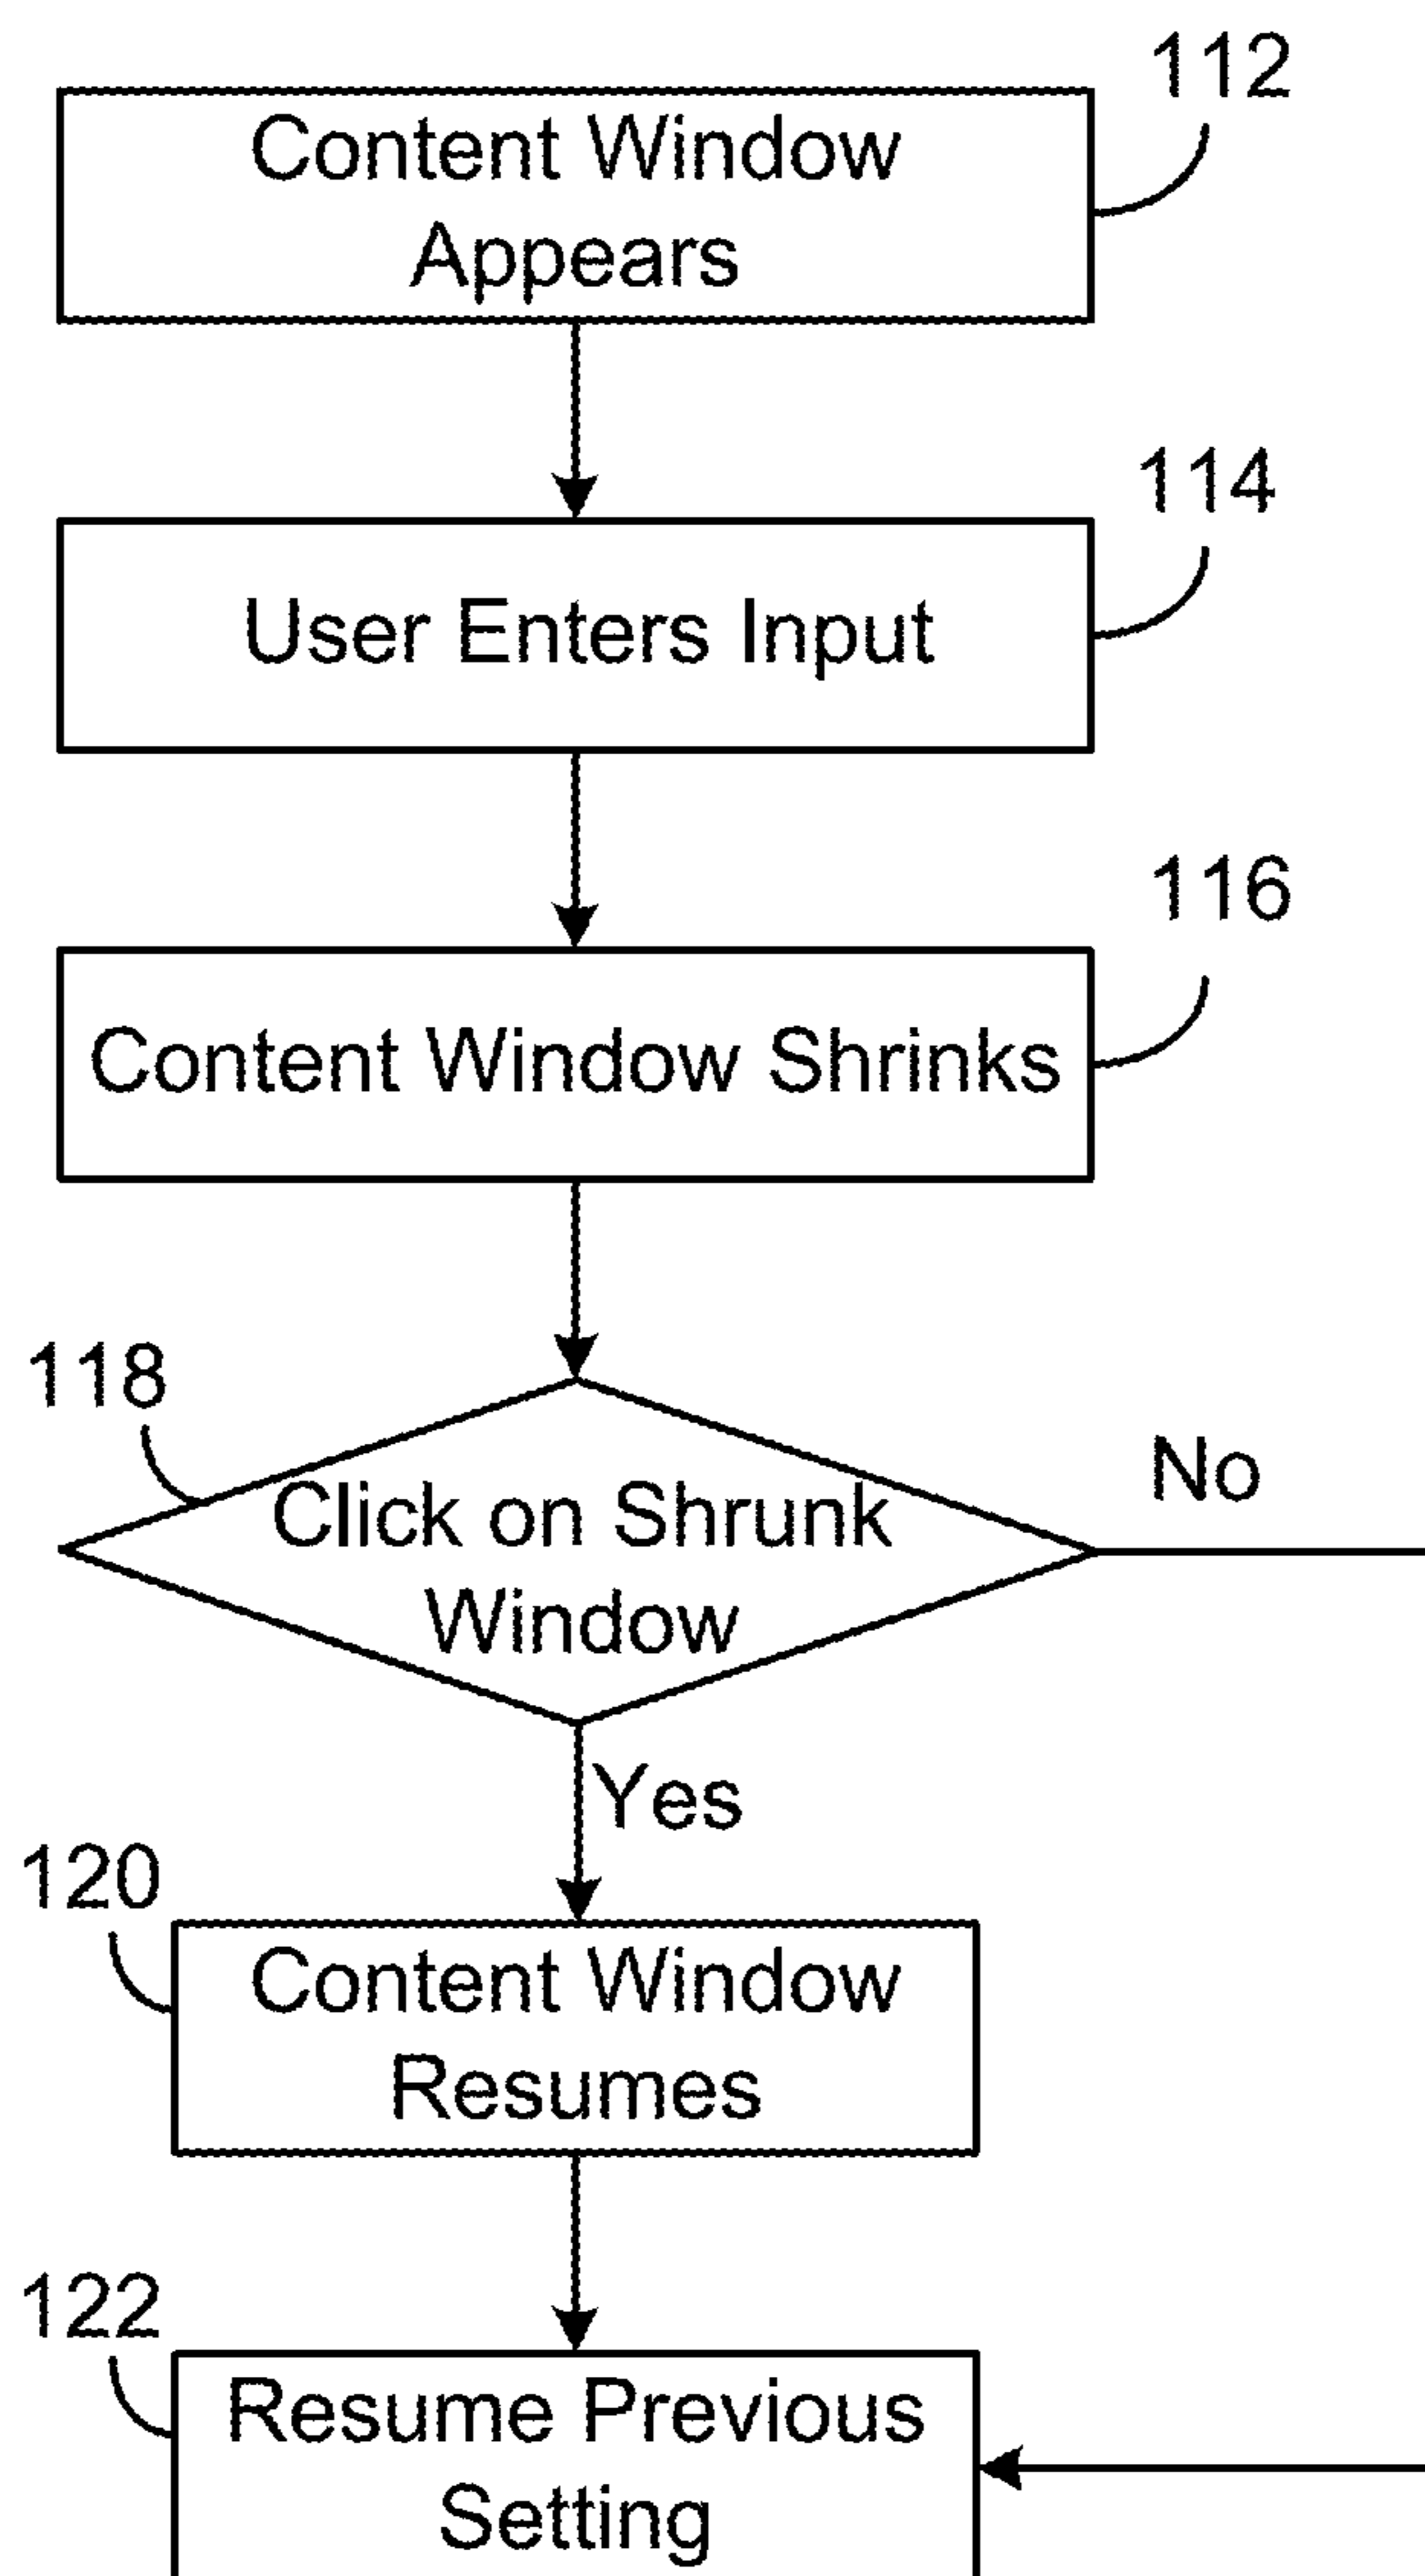 112
Content Window
Appears
114
User Enters Input
116
Content Window Shrinks
118
Click on Shrunk
Window
No
Yes
120
Content Window
Resumes
122
Resume Previous
Setting